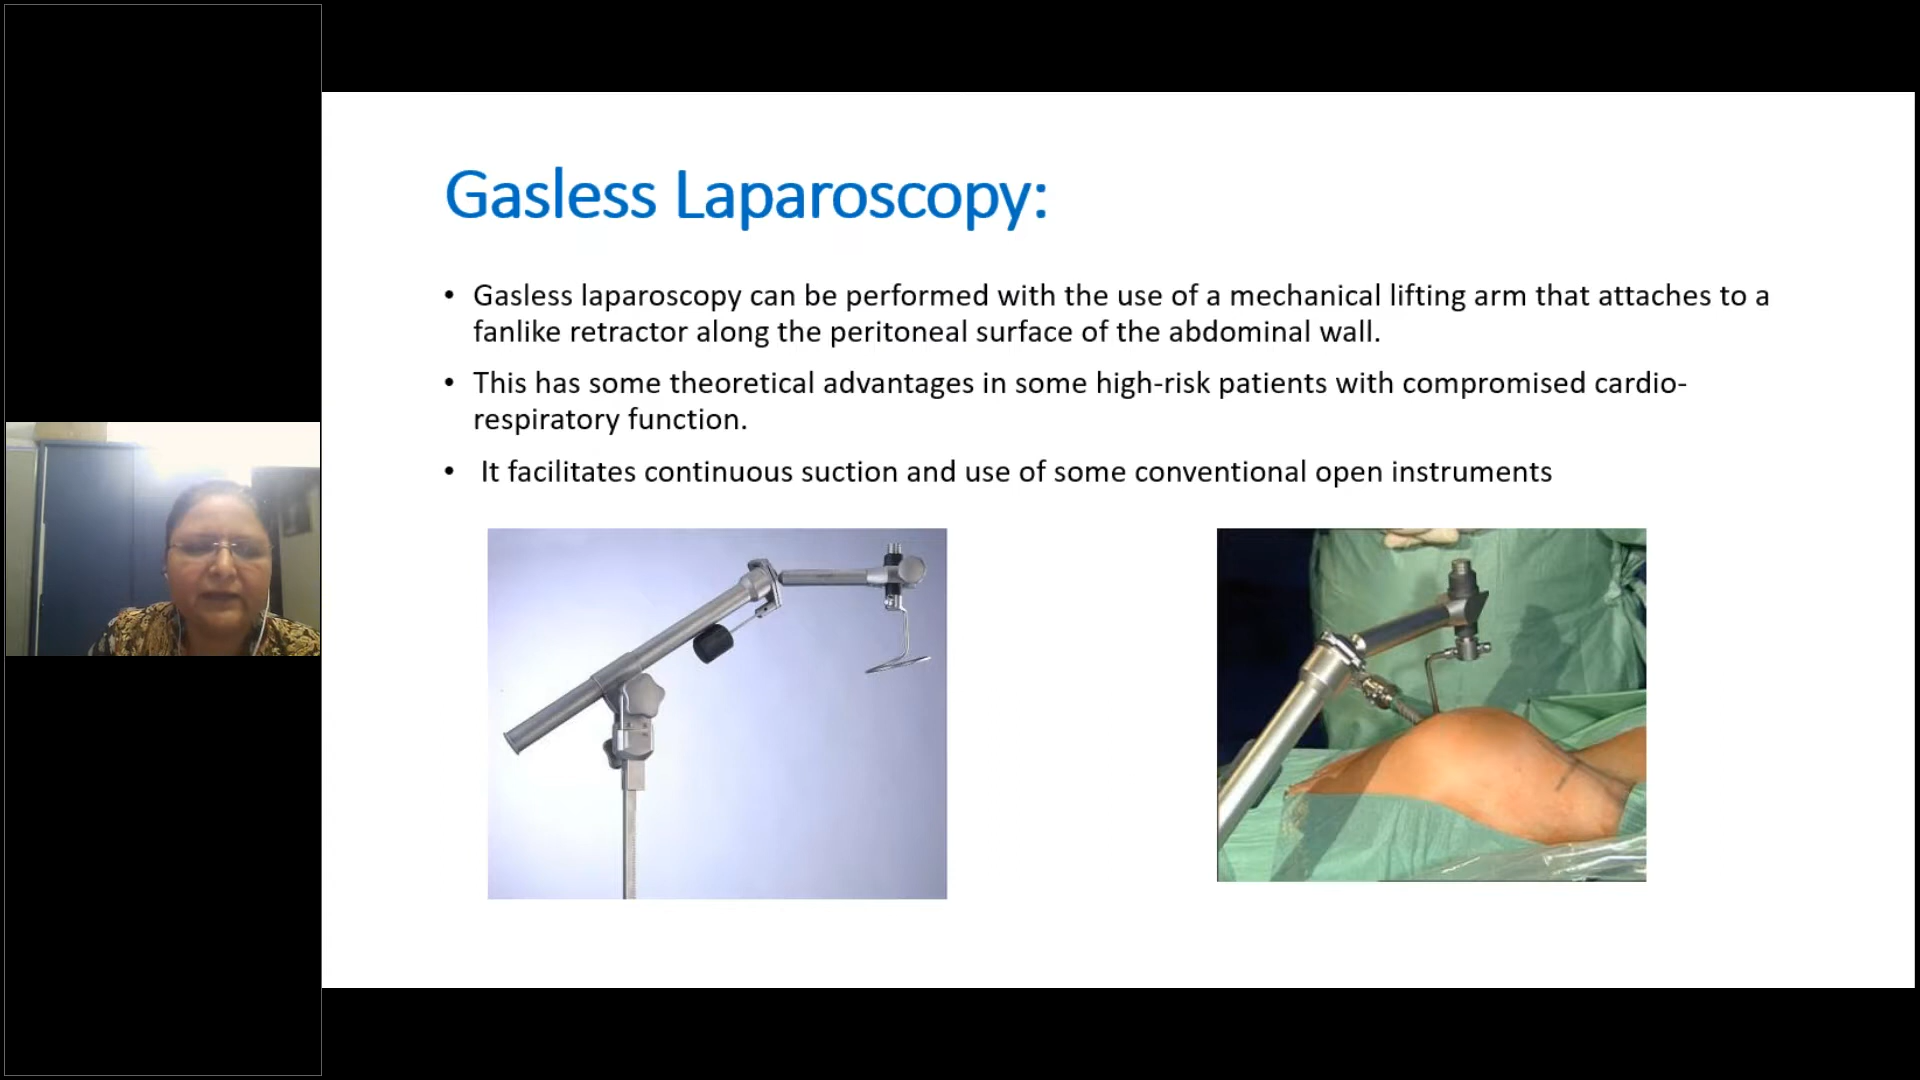 Gasless Laparoscopy:
• Gasless laparoscopy can be performed with the use of a mechanical lifting arm that attaches to a
fanlike retractor along the peritoneal surface of the abdominal wall.
• This has some theoretical advantages in some high-risk patients with compromised cardio-
respiratory function.
• It facilitates continuous suction and use of some conventional open instruments